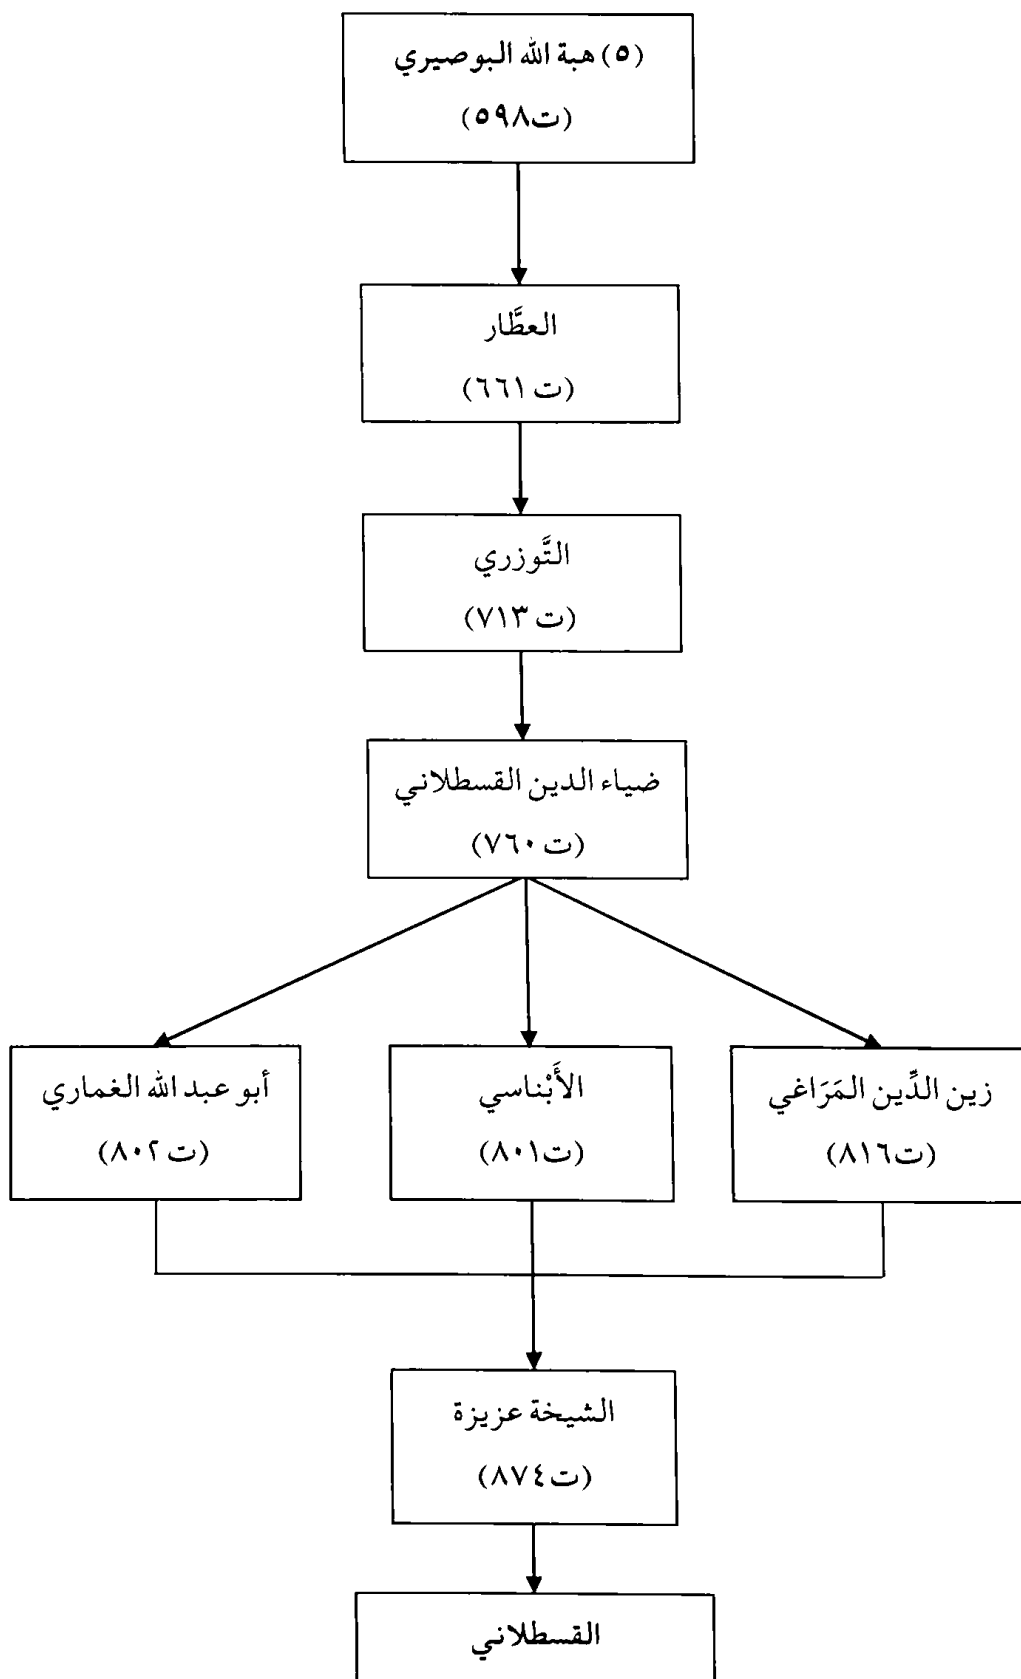 (٥) هبة الله البوصيري
(ت٥٩٨)
العطَّار
(ت ٦٦١)
التَّوزري
(ت ٧١٣)
ضياء الدين القسطلاني
(ت ٧٦٠)
زين الدِّين المَرَاغي
(ت٨١٦)
الأَبْناسي
(ت٨٠١)
أبو عبد الله الغماري
(ت ٨٠٢)
الشيخة عزيزة
(ت٨٧٤)
القسطلاني